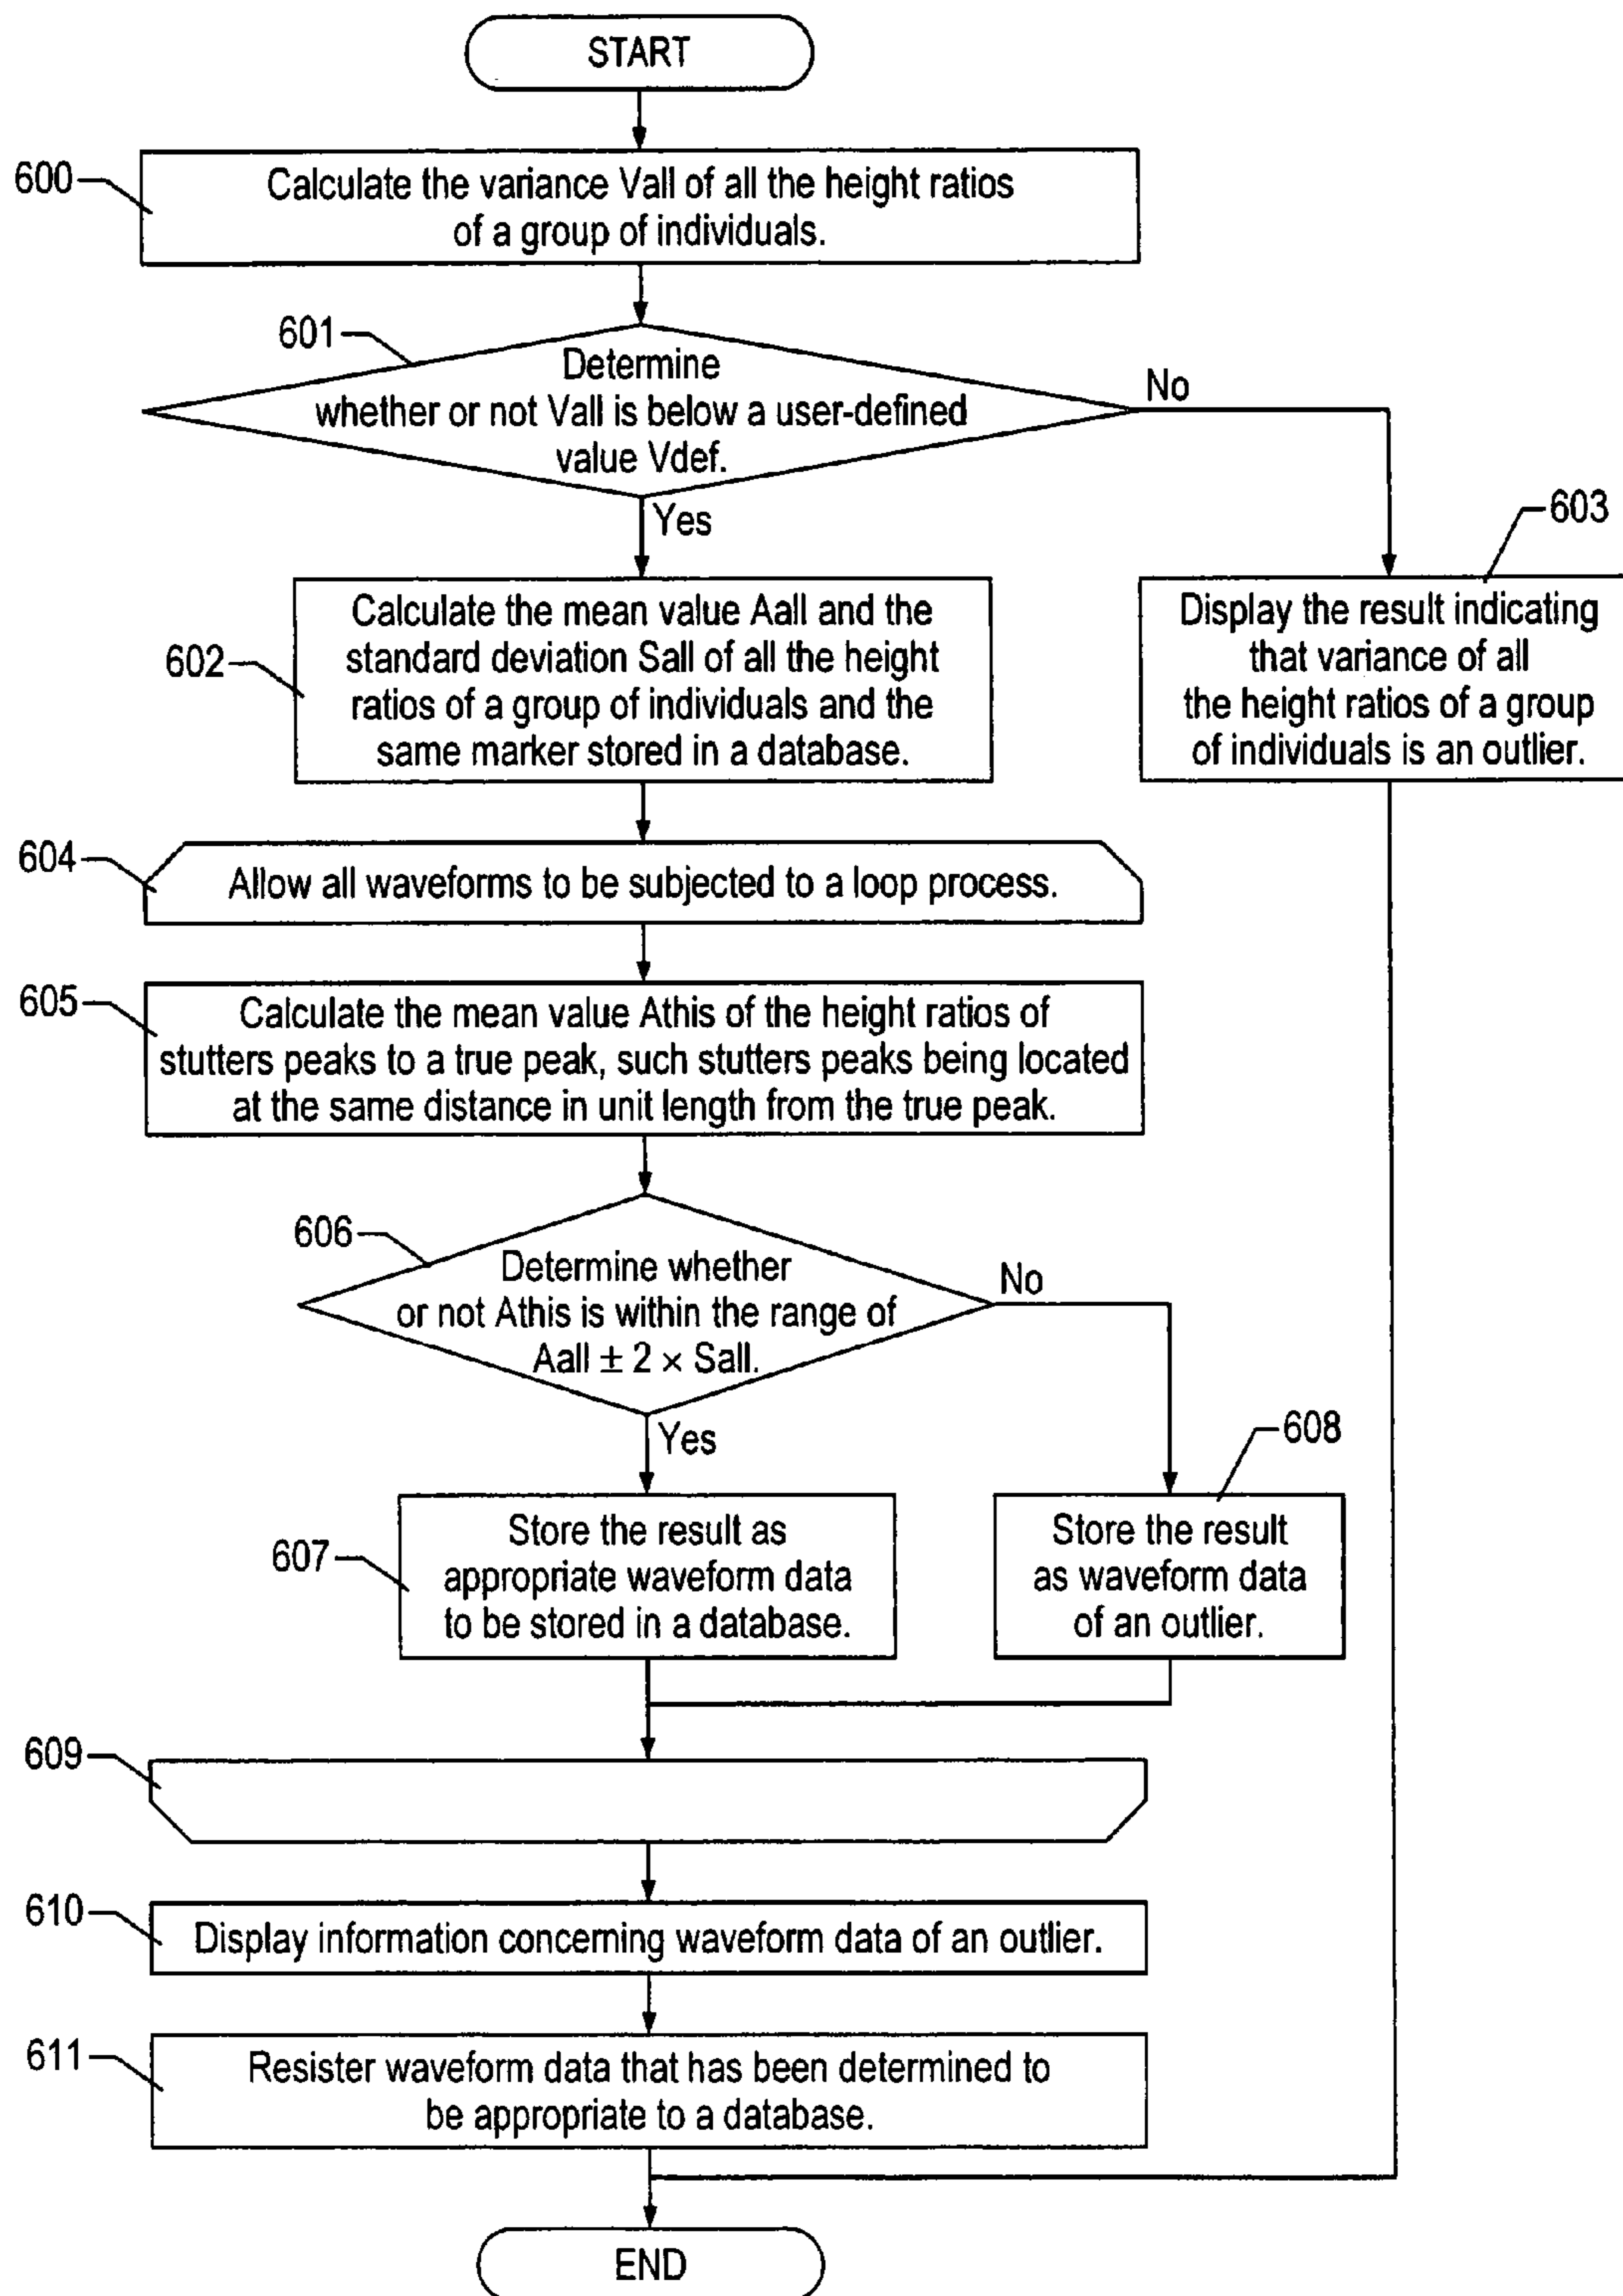 START
600
Calculate the variance Vall of all the height ratios
of a group of individuals.
601
Determine
whether or not Vall is below a user-defined
value Vdef.
No
Yes
602
Calculate the mean value Aall and the
standard deviation Sall of all the height
ratios of a group of individuals and the
same marker stored in a database.
603
Display the result indicating
that variance of all
the height ratios of a group
of individuals is an outlier.
604
Allow all waveforms to be subjected to a loop process.
605
Calculate the mean value Athis of the height ratios of
stutters peaks to a true peak, such stutters peaks being located
at the same distance in unit length from the true peak.
606
Determine whether
or not Athis is within the range of
Aall ± 2 × Sall.
No
Yes
607
Store the result as
appropriate waveform data
to be stored in a database.
608
Store the result
as waveform data
of an outlier.
609
610
Display information concerning waveform data of an outlier.
611
Resister waveform data that has been determined to
be appropriate to a database.
END